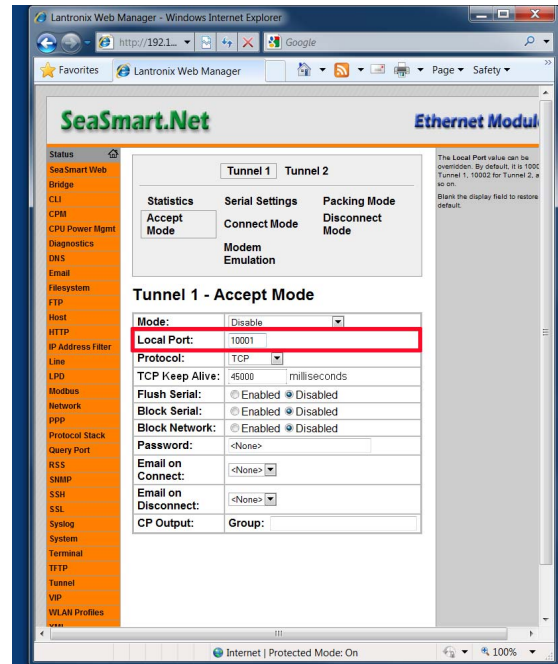 Lantronix Web Manager - Windows Internet Explorer
http://192.1...
Google
Favorites
Lantronix Web Manager
Page
Safety
SeaSmart.Net
Ethernet Modul
Status
SeaSmart Web
Bridge
CLI
CPM
CPU Power Mgmt
Diagnostics
DNS
Email
Filesystem
FTP
Host
HTTP
IP Address Filter
Line
LPD
Modbus
Network
PPP
Protocol Stack
Query Port
RSS
SNMP
SSH
SSL
Syslog
System
Terminal
TFTP
Tunnel
VIP
WLAN Profiles
XML
Tunnel 1 Tunnel 2
Statistics Serial Settings Packing Mode
Accept Mode Connect Mode Disconnect Mode
Modem Emulation
Tunnel 1 - Accept Mode
Mode: Disable
Local Port: 10001
Protocol: TCP
TCP Keep Alive: 45000 milliseconds
Flush Serial: Enabled Disabled
Block Serial: Enabled Disabled
Block Network: Enabled Disabled
Password: <None>
Email on Connect: <None>
Email on Disconnect: <None>
CP Output: Group:
The Local Port value can be
overridden. By default, it is 1000
Tunnel 1, 10002 for Tunnel 2, a
so on.
Blank the display field to restore
default.
Internet | Protected Mode: On
100%